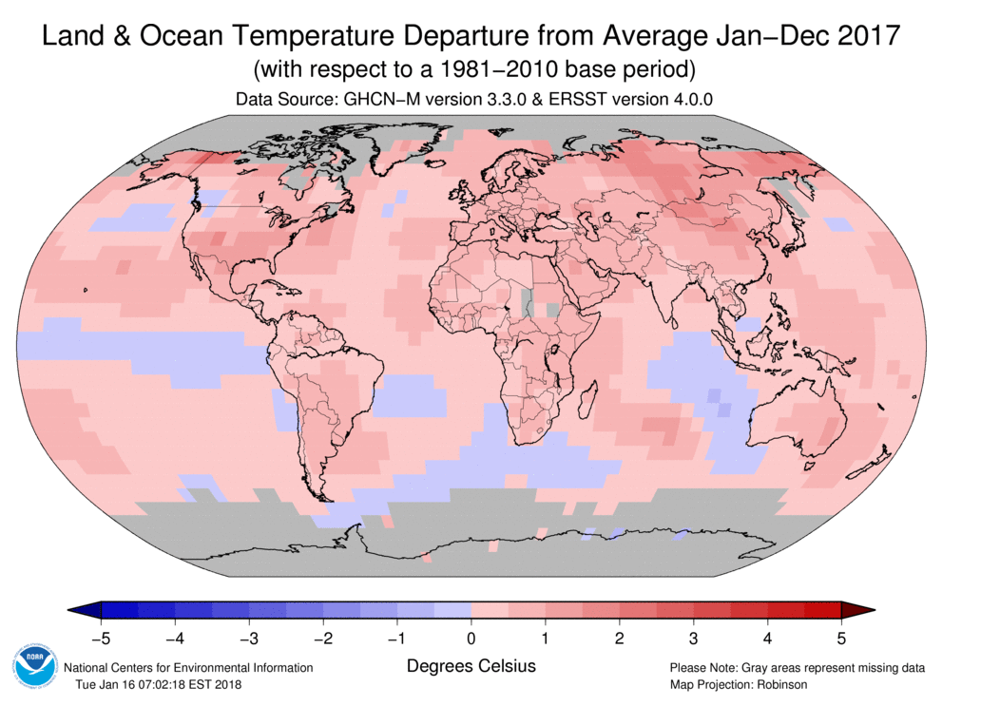 Land & Ocean Temperature Departure from Average Jan–Dec 2017
(with respect to a 1981–2010 base period)
Data Source: GHCN–M version 3.3.0 & ERSST version 4.0.0
−5 −4 −3 −2 −1 0 1 2 3 4 5
Degrees Celsius
NOAA
National Centers for Environmental Information
Tue Jan 16 07:02:18 EST 2018
Please Note: Gray areas represent missing data
Map Projection: Robinson